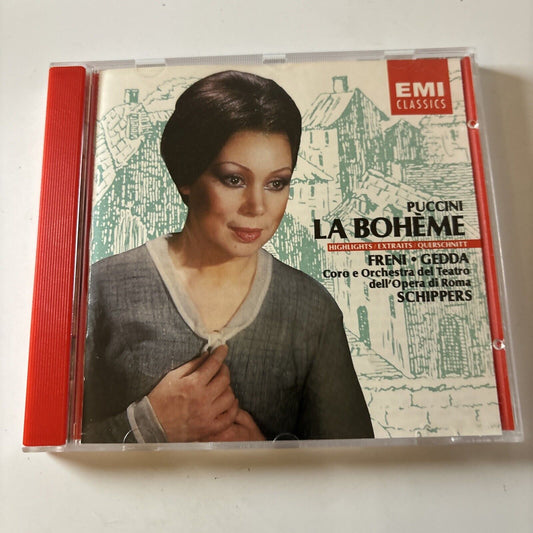 EMI
CLASSICS
PUCCINI
LA BOHÈME
HIGHLIGHTS/EXTRAITS/QUERSCHNITT
FRENI • GEDDA
Coro e Orchestra del Teatro
dell'Opera di Roma
SCHIPPERS